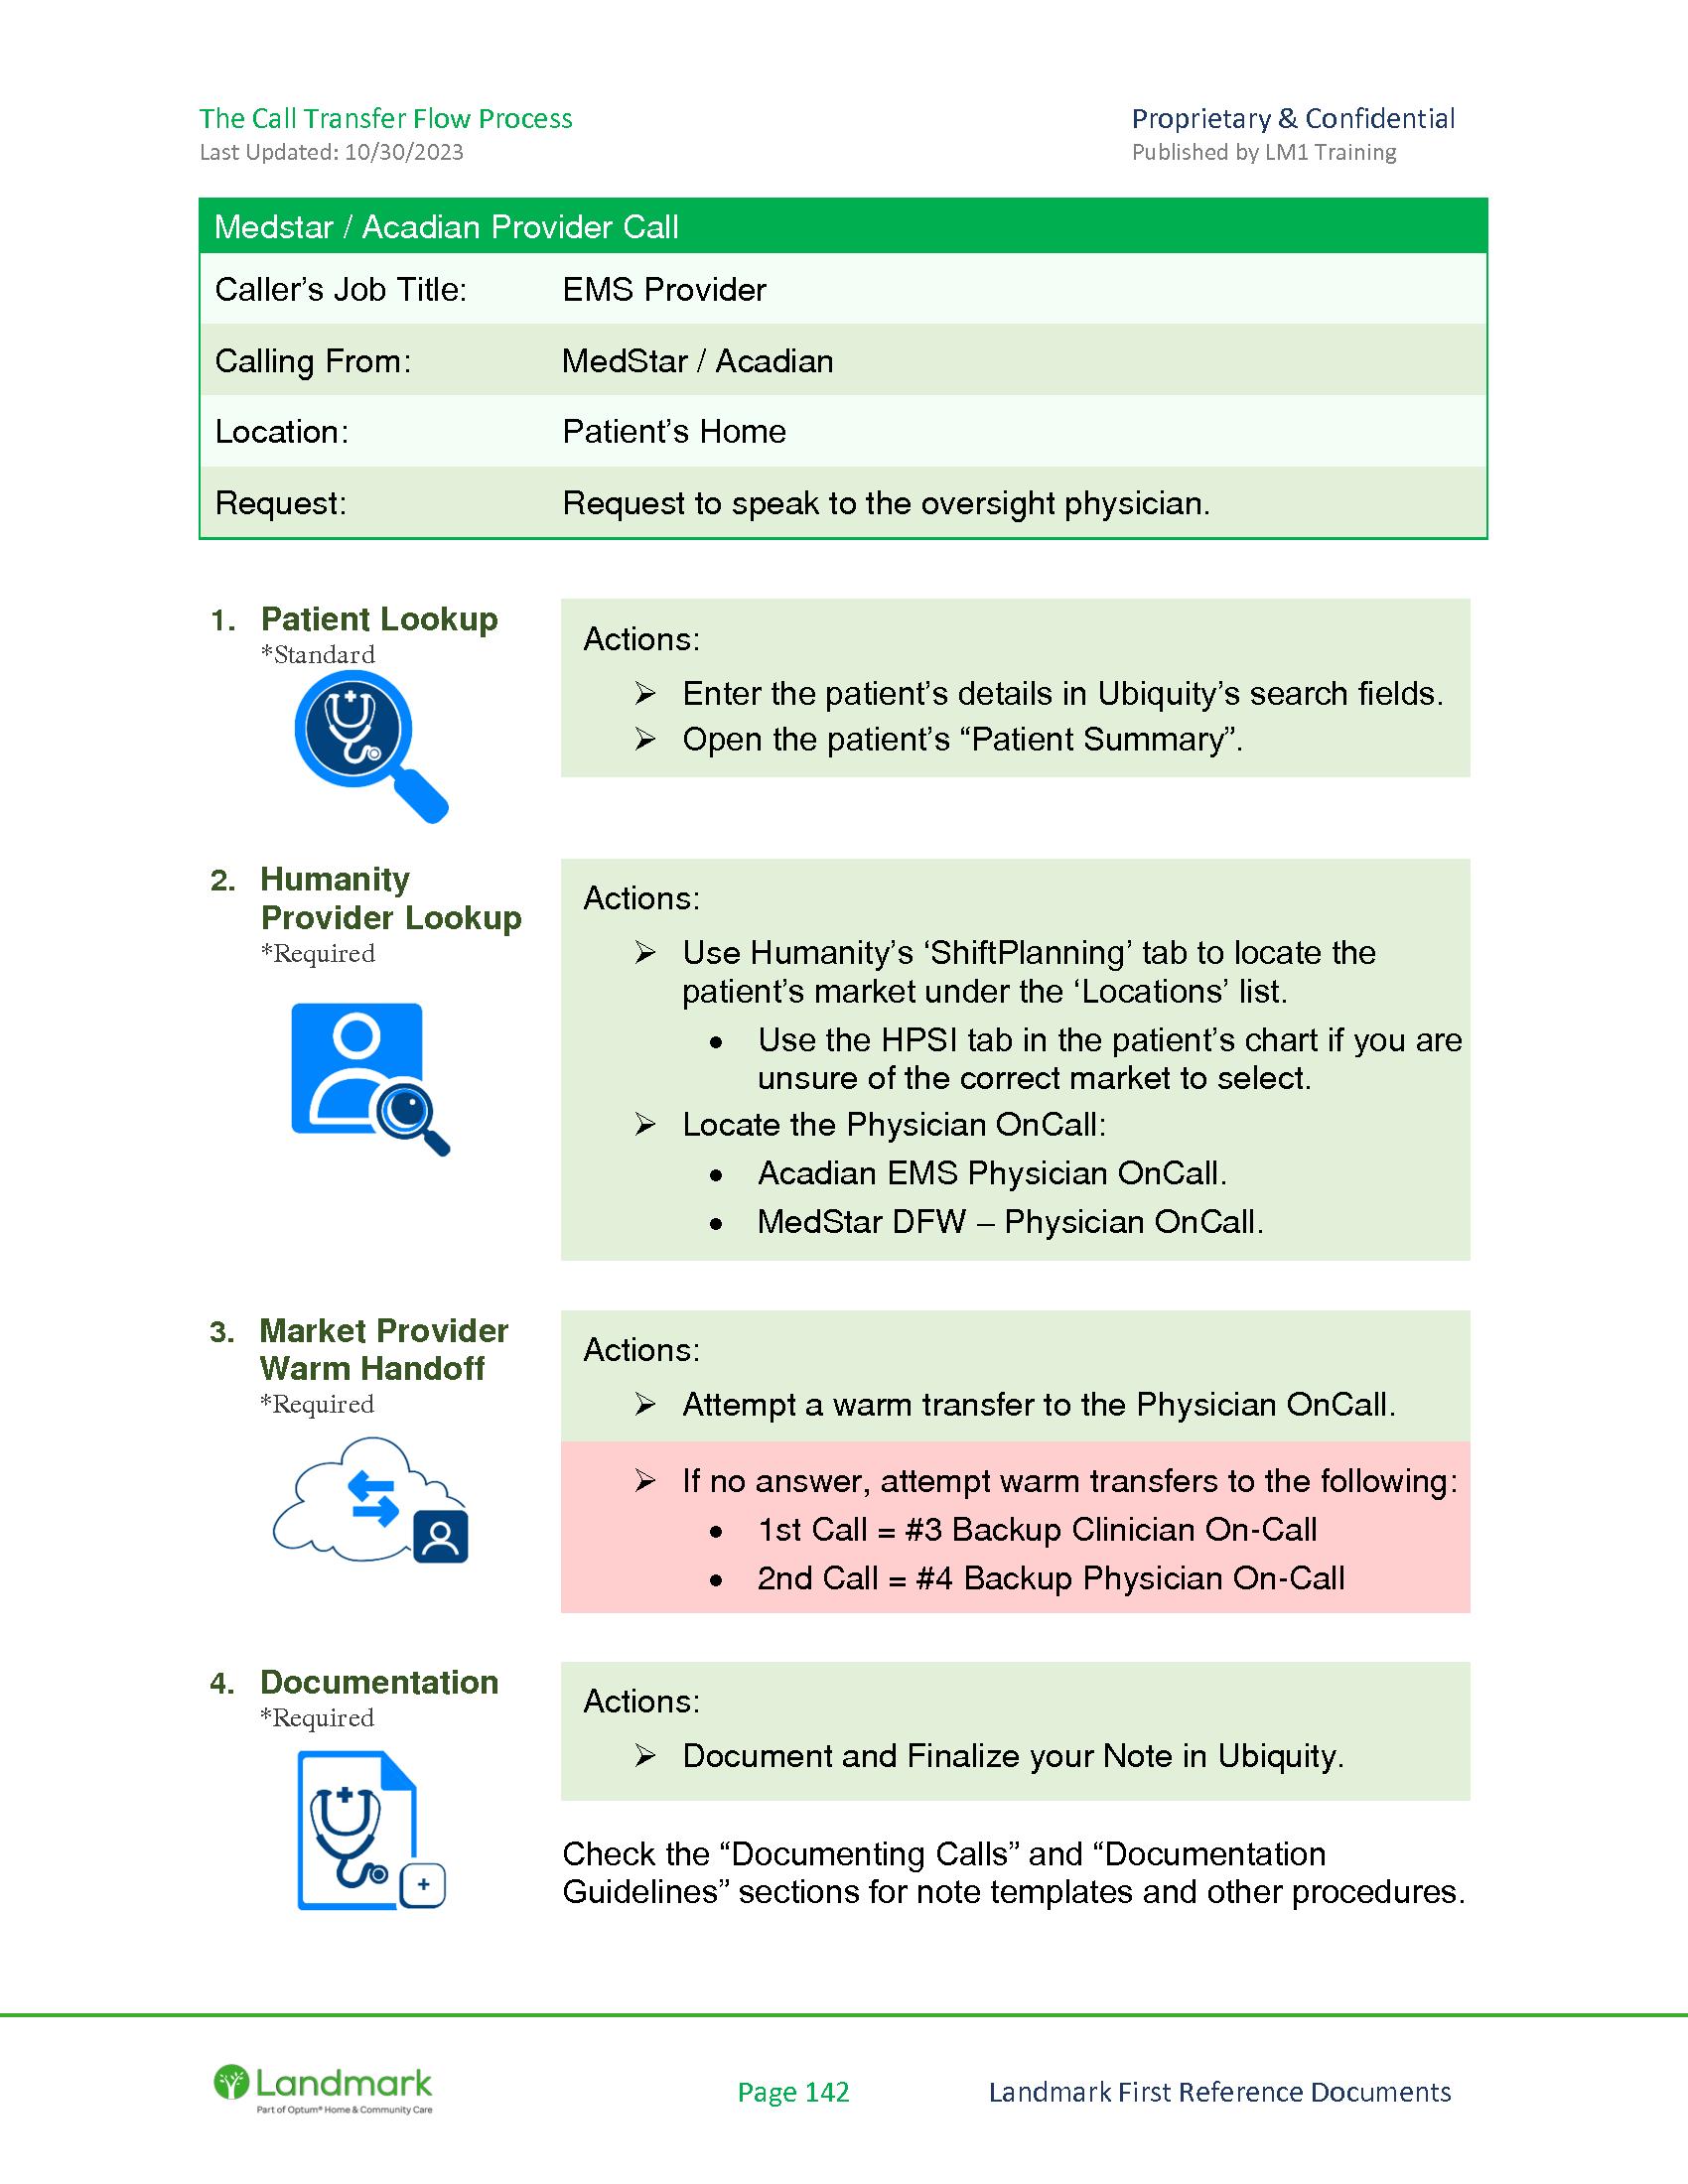 The Call Transfer Flow Process
Proprietary & Confidential
Last Updated: 10/30/2023
Published by LM1 Training
Medstar / Acadian Provider Call
Caller’s Job Title: EMS Provider
Calling From: MedStar / Acadian
Location: Patient’s Home
Request: Request to speak to the oversight physician.
1. Patient Lookup
*Standard
Actions:
➢ Enter the patient’s details in Ubiquity’s search fields.
➢ Open the patient’s “Patient Summary”.
2. Humanity
Provider Lookup
*Required
Actions:
➢ Use Humanity’s ‘ShiftPlanning’ tab to locate the
patient’s market under the ‘Locations’ list.
• Use the HPSI tab in the patient’s chart if you are
unsure of the correct market to select.
➢ Locate the Physician OnCall:
• Acadian EMS Physician OnCall.
• MedStar DFW – Physician OnCall.
3. Market Provider
Warm Handoff
*Required
Actions:
➢ Attempt a warm transfer to the Physician OnCall.
➢ If no answer, attempt warm transfers to the following:
• 1st Call = #3 Backup Clinician On-Call
• 2nd Call = #4 Backup Physician On-Call
4. Documentation
*Required
Actions:
➢ Document and Finalize your Note in Ubiquity.
Check the “Documenting Calls” and “Documentation
Guidelines” sections for note templates and other procedures.
Landmark
Part of Optum® Home & Community Care
Page 142
Landmark First Reference Documents